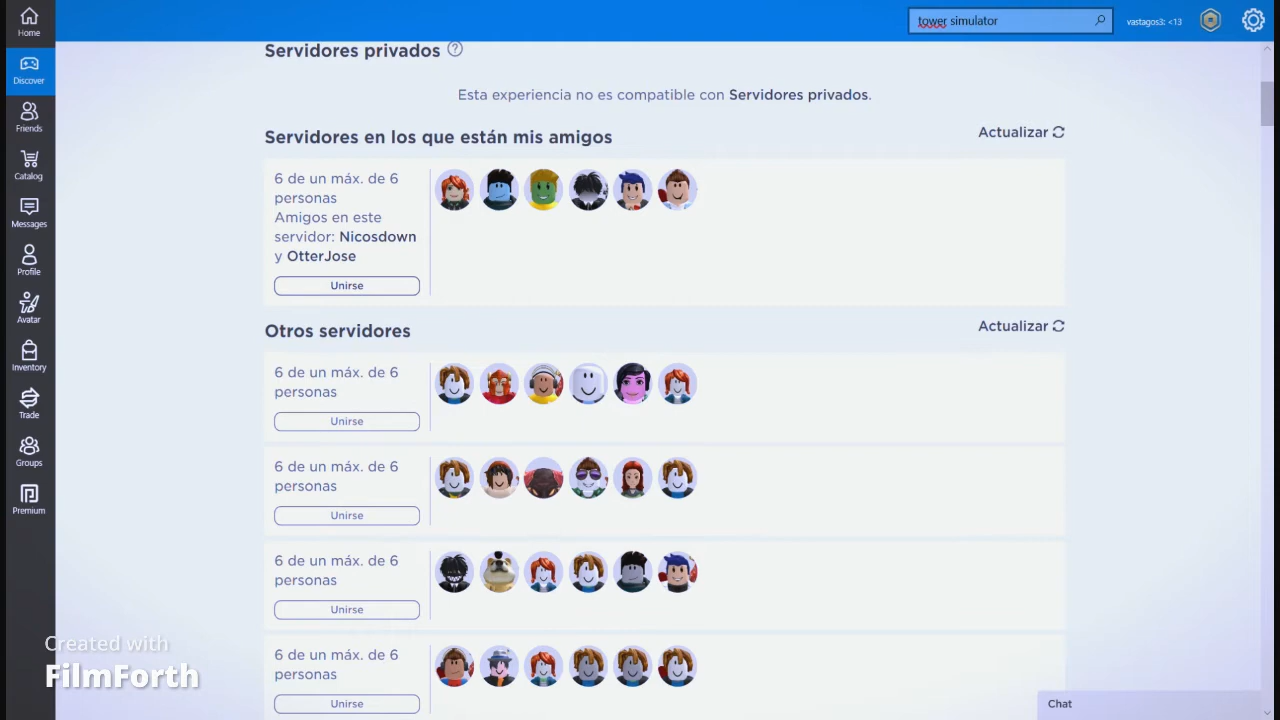 tower simulator
vastagos3: <13
Home
Discover
Friends
Catalog
Messages
Profile
Avatar
Inventory
Trade
Groups
Premium
Servidores privados ?
Esta experiencia no es compatible con Servidores privados.
Servidores en los que están mis amigos
Actualizar
6 de un máx. de 6
personas
Amigos en este
servidor: Nicosdown
y OtterJose
Unirse
Otros servidores
Actualizar
6 de un máx. de 6
personas
Unirse
6 de un máx. de 6
personas
Unirse
6 de un máx. de 6
personas
Unirse
6 de un máx. de 6
personas
Unirse
Created with
FilmForth
Chat